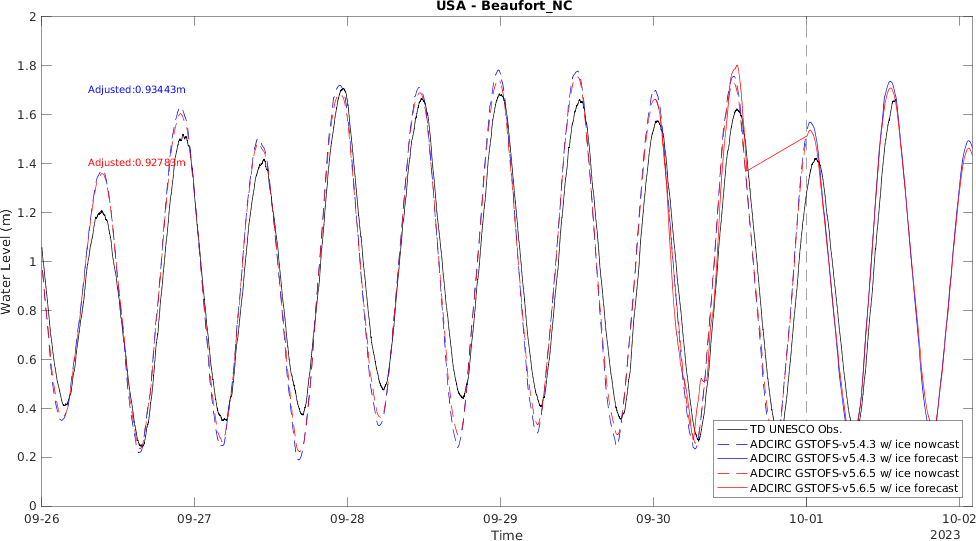 USA - Beaufort_NC
2
1.8
Adjusted:0.93443m
1.6
1.4
Adjusted:0.92783m
1.2
Water Level (m)
1
0.8
0.6
0.4
0.2
0
TD UNESCO Obs.
ADCIRC GSTOFS-v5.4.3 w/ ice nowcast
ADCIRC GSTOFS-v5.4.3 w/ ice forecast
ADCIRC GSTOFS-v5.6.5 w/ ice nowcast
ADCIRC GSTOFS-v5.6.5 w/ ice forecast
09-26 09-27 09-28 09-29 09-30 10-01 10-02
Time
2023